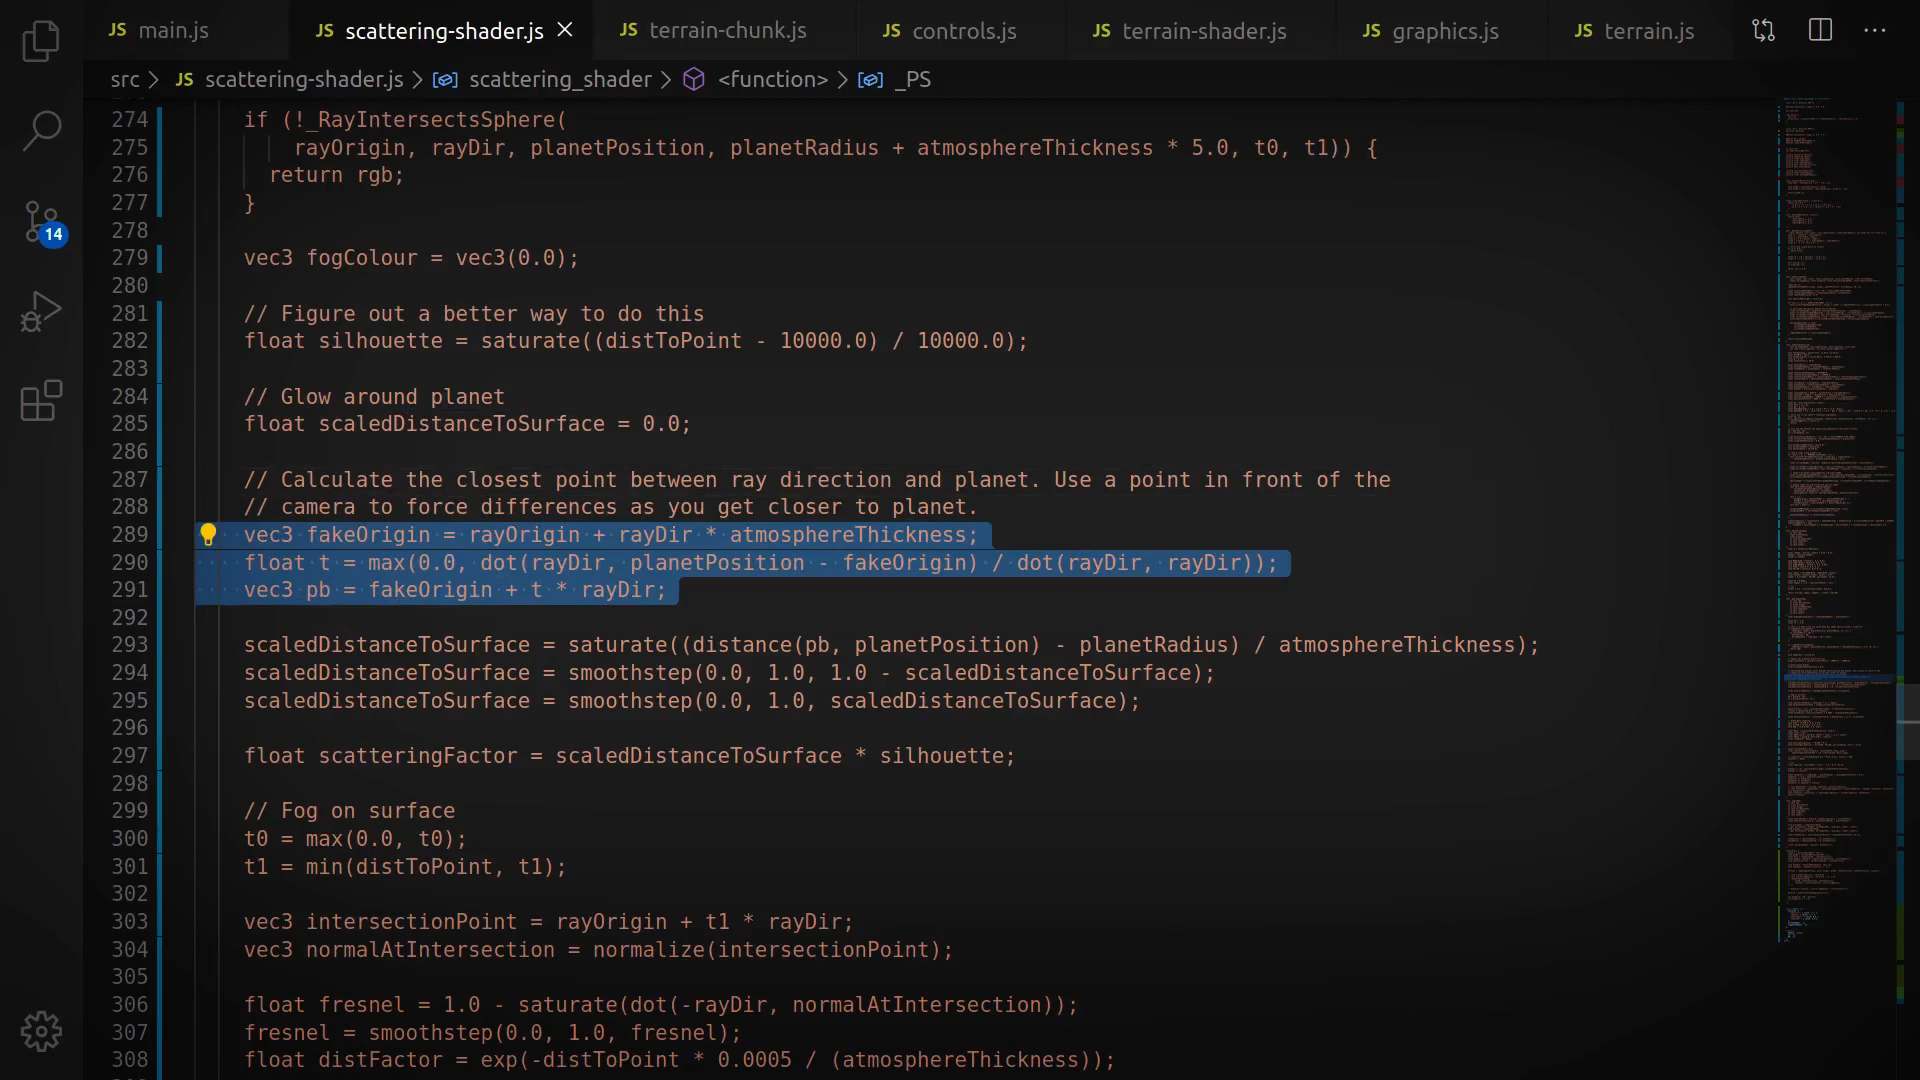 JS main.js
JS scattering-shader.js
JS terrain-chunk.js
JS controls.js
JS terrain-shader.js
JS graphics.js
JS terrain.js
src > JS scattering-shader.js > scattering_shader > <function> > _PS
14
274 if (!_RayIntersectsSphere(
275 rayOrigin, rayDir, planetPosition, planetRadius + atmosphereThickness * 5.0, t0, t1)) {
276 return rgb;
277 }
278
279 vec3 fogColour = vec3(0.0);
280
281 // Figure out a better way to do this
282 float silhouette = saturate((distToPoint - 10000.0) / 10000.0);
283
284 // Glow around planet
285 float scaledDistanceToSurface = 0.0;
286
287 // Calculate the closest point between ray direction and planet. Use a point in front of the
288 // camera to force differences as you get closer to planet.
289 vec3 fakeOrigin = rayOrigin + rayDir * atmosphereThickness;
290 float t = max(0.0, dot(rayDir, planetPosition - fakeOrigin) / dot(rayDir, rayDir));
291 vec3 pb = fakeOrigin + t * rayDir;
292
293 scaledDistanceToSurface = saturate((distance(pb, planetPosition) - planetRadius) / atmosphereThickness);
294 scaledDistanceToSurface = smoothstep(0.0, 1.0, 1.0 - scaledDistanceToSurface);
295 scaledDistanceToSurface = smoothstep(0.0, 1.0, scaledDistanceToSurface);
296
297 float scatteringFactor = scaledDistanceToSurface * silhouette;
298
299 // Fog on surface
300 t0 = max(0.0, t0);
301 t1 = min(distToPoint, t1);
302
303 vec3 intersectionPoint = rayOrigin + t1 * rayDir;
304 vec3 normalAtIntersection = normalize(intersectionPoint);
305
306 float fresnel = 1.0 - saturate(dot(-rayDir, normalAtIntersection));
307 fresnel = smoothstep(0.0, 1.0, fresnel);
308 float distFactor = exp(-distToPoint * 0.0005 / (atmosphereThickness));